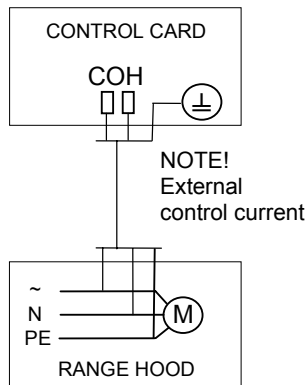 CONTROL CARD
COH
NOTE!
External
control current
~
N
M
PE
RANGE HOOD